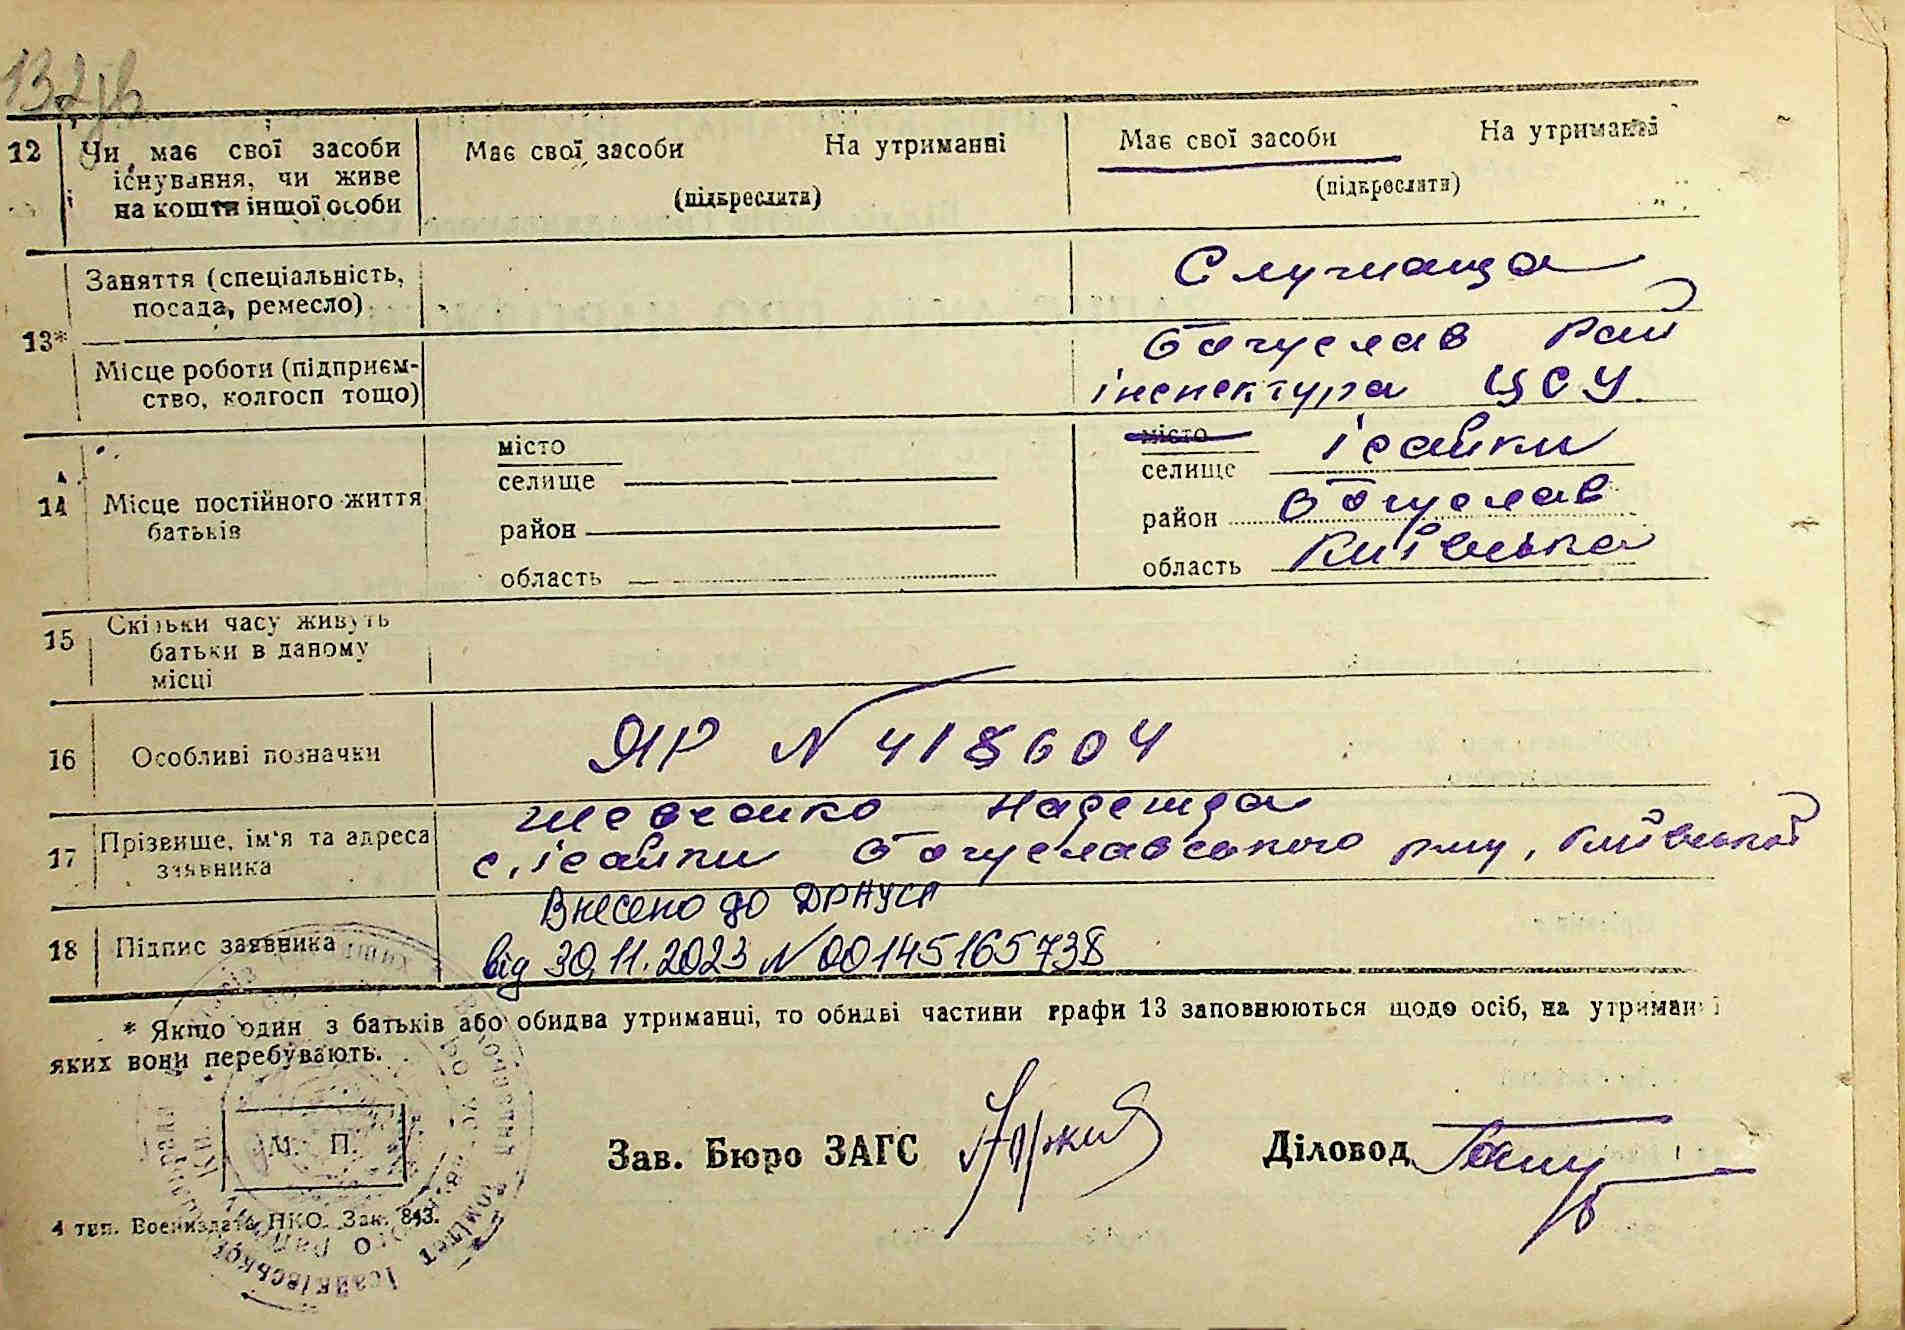 132зв
12 Чи має свої засоби існування, чи живе на кошти іншої особи
Має свої засоби На утриманні
(підкреслити)
Має свої засоби На утриманні
(підкреслити)
13*
Заняття (спеціальність, посада, ремесло)
Служаща
Місце роботи (підприєм-
ство, колгосп тощо)
Богуслав Рай
інспектура ЦСУ.
14 Місце постійного життя батьків
місто
селище
район
область
місто
селище Ісайки
район Богуслав
область Київська
15 Скільки часу живуть
батьки в даному
місці
16 Особливі позначки
ЯР N 418604
17 Прізвище, ім'я та адреса
заявника
Шевченко Надежда
с. Ісайки Богуславського р-ну, Київської
18 Підпис заявника
Внесено до ДРАЦСГ
від 30.11.2023 N 00145165738
* Якщо один з батьків або обидва утриманці, то обидві частини графи 13 заповнюються щодо осіб, на утриманні
яких вони перебувають.
М. П.
Зав. Бюро ЗАГС
Діловод
4 тип. Воениздата НКО. Зак. 843.